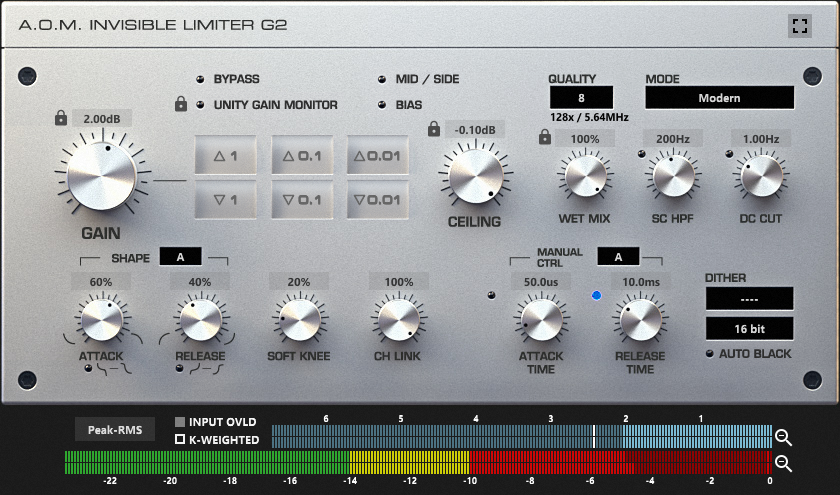 A.O.M. INVISIBLE LIMITER G2
BYPASS
MID / SIDE
QUALITY
MODE
UNITY GAIN MONITOR
BIAS
8
Modern
128x / 5.64MHz
2.00dB
-0.10dB
100%
200Hz
1.00Hz
△ 1
△ 0.1
△ 0.01
▽ 1
▽ 0.1
▽ 0.01
GAIN
CEILING
WET MIX
SC HPF
DC CUT
SHAPE
A
MANUAL
CTRL
A
60%
40%
20%
100%
50.0us
10.0ms
DITHER
----
16 bit
AUTO BLACK
ATTACK
RELEASE
SOFT KNEE
CH LINK
ATTACK
TIME
RELEASE
TIME
Peak-RMS
INPUT OVLD
K-WEIGHTED
6 5 4 3 2 1
-22 -20 -18 -16 -14 -12 -10 -8 -6 -4 -2 0